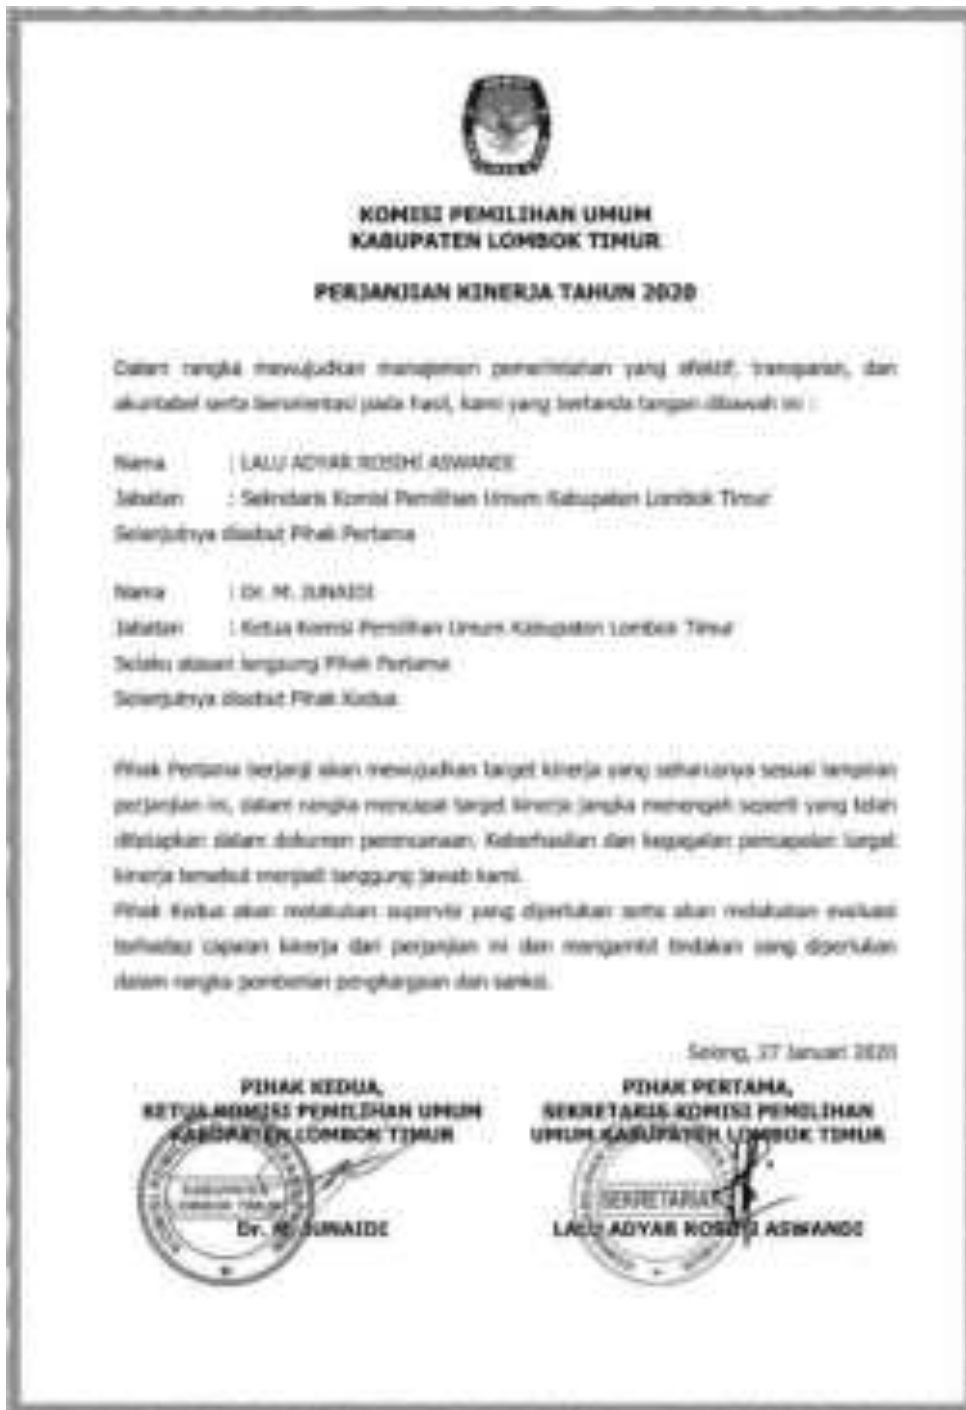 KOMISI PEMILIHAN UMUM
KABUPATEN LOMBOK TIMUR
PERJANJIAN KINERJA TAHUN 2020
Dalam rangka mewujudkan manajemen pemerintahan yang efektif, transparan, dan
akuntabel serta berorientasi pada hasil, kami yang bertanda tangan dibawah ini :
Nama : LALU ADYAR ROSIHI ASWANDI
Jabatan : Sekretaris Komisi Pemilihan Umum Kabupaten Lombok Timur
Selanjutnya disebut Pihak Pertama
Nama : Dr. M. JUNAIDI
Jabatan : Ketua Komisi Pemilihan Umum Kabupaten Lombok Timur
Selaku atasan langsung Pihak Pertama
Selanjutnya disebut Pihak Kedua
Pihak Pertama berjanji akan mewujudkan target kinerja yang seharusnya sesuai lampiran
perjanjian ini, dalam rangka mencapai target kinerja jangka menengah seperti yang telah
ditetapkan dalam dokumen perencanaan. Keberhasilan dan kegagalan pencapaian target
kinerja tersebut menjadi tanggung jawab kami.
Pihak Kedua akan melakukan supervisi yang diperlukan serta akan melakukan evaluasi
terhadap capaian kinerja dari perjanjian ini dan mengambil tindakan yang diperlukan
dalam rangka pemberian penghargaan dan sanksi.
Selong, 27 Januari 2020
PIHAK KEDUA,
KETUA KOMISI PEMILIHAN UMUM
KABUPATEN LOMBOK TIMUR
KABUPATEN
LOMBOK TIMUR
Dr. M. JUNAIDI
PIHAK PERTAMA,
SEKRETARIS KOMISI PEMILIHAN
UMUM KABUPATEN LOMBOK TIMUR
SEKRETARIAT
LALU ADYAR ROSIHI ASWANDI